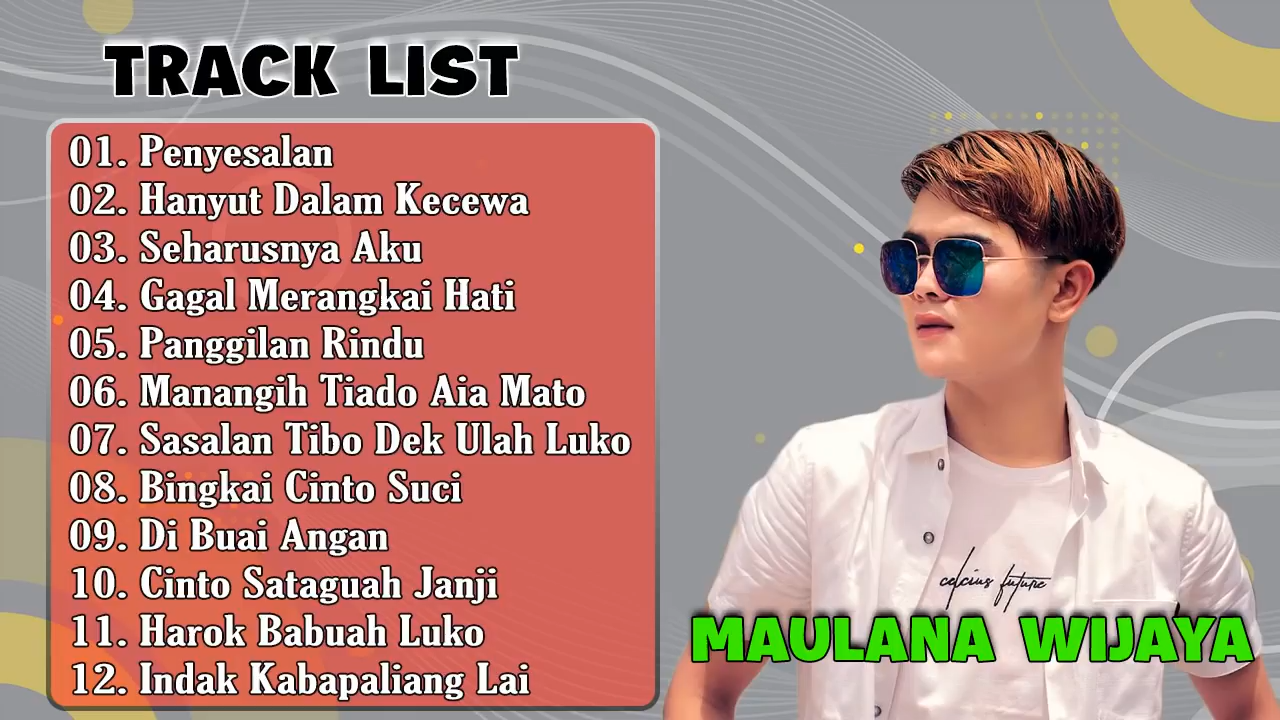 TRACK LIST
01. Penyesalan
02. Hanyut Dalam Kecewa
03. Seharusnya Aku
04. Gagal Merangkai Hati
05. Panggilan Rindu
06. Manangih Tiado Aia Mato
07. Sasalan Tibo Dek Ulah Luko
08. Bingkai Cinto Suci
09. Di Buai Angan
10. Cinto Sataguah Janji
11. Harok Babuah Luko
12. Indak Kabapaliang Lai
celcius future
MAULANA WIJAYA